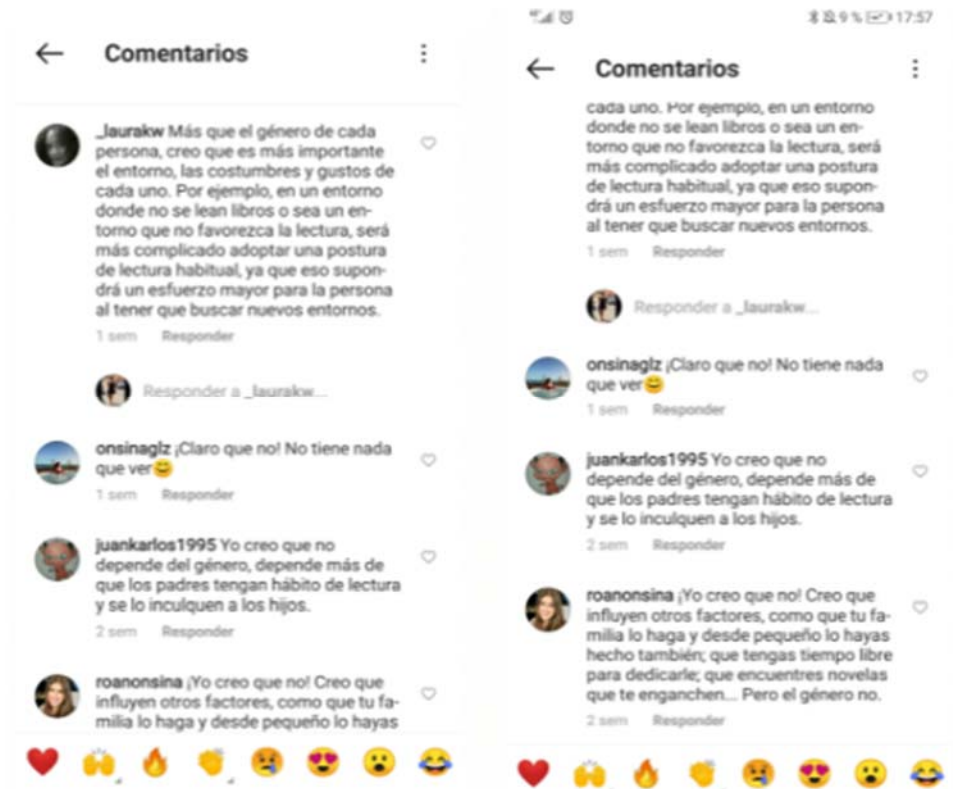 Comentarios
_laurakw Más que el género de cada
persona, creo que es más importante
el entorno, las costumbres y gustos de
cada uno. Por ejemplo, en un entorno
donde no se lean libros o sea un en-
torno que no favorezca la lectura, será
más complicado adoptar una postura
de lectura habitual, ya que eso supon-
drá un esfuerzo mayor para la persona
al tener que buscar nuevos entornos.
1 sem Responder
Responder a _laurakw...
onsinaglz ¡Claro que no! No tiene nada
que ver😄
1 sem Responder
juankarlos1995 Yo creo que no
depende del género, depende más de
que los padres tengan hábito de lectura
y se lo inculquen a los hijos.
2 sem Responder
roanonsina ¡Yo creo que no! Creo que
influyen otros factores, como que tu fa-
milia lo haga y desde pequeño lo hayas
9 % 17:57
Comentarios
cada uno. Por ejemplo, en un entorno
donde no se lean libros o sea un en-
torno que no favorezca la lectura, será
más complicado adoptar una postura
de lectura habitual, ya que eso supon-
drá un esfuerzo mayor para la persona
al tener que buscar nuevos entornos.
1 sem Responder
Responder a _laurakw...
onsinaglz ¡Claro que no! No tiene nada
que ver😄
1 sem Responder
juankarlos1995 Yo creo que no
depende del género, depende más de
que los padres tengan hábito de lectura
y se lo inculquen a los hijos.
2 sem Responder
roanonsina ¡Yo creo que no! Creo que
influyen otros factores, como que tu fa-
milia lo haga y desde pequeño lo hayas
hecho también; que tengas tiempo libre
para dedicarle; que encuentres novelas
que te enganchen... Pero el género no.
2 sem Responder